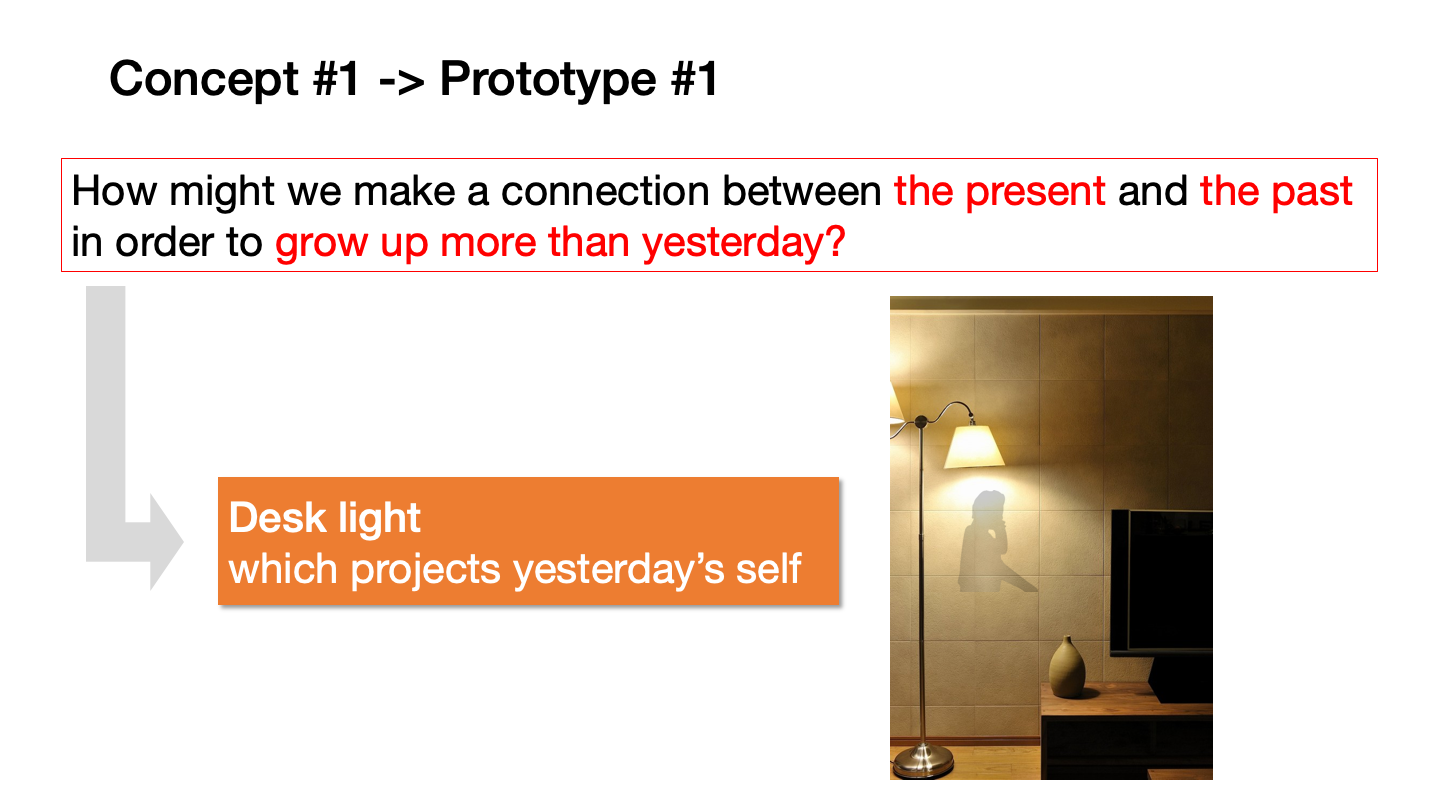 Concept #1 -> Prototype #1
How might we make a connection between the present and the past
in order to grow up more than yesterday?
Desk light
which projects yesterday’s self